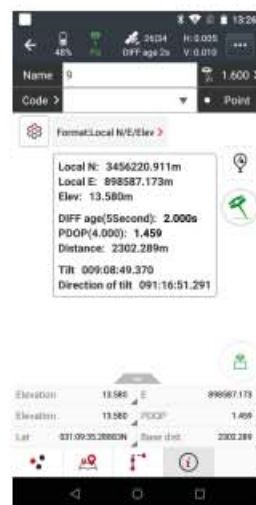 13:26
48%
26|34
DIFF age 2s
H:0.005
V:0.010
Name 9 1.600
Code Point
Format:Local N/E/Elev
Local N: 3456220.911m
Local E: 898587.173m
Elev: 13.580m
DIFF age(5Second): 2.000s
PDOP(4.000): 1.459
Distance: 2302.289m
Tilt 009:08:49.370
Direction of tilt 091:16:51.291
Elevation 13.580 E 898587.173
Elevation 13.580 PDOP 1.459
Lat Base dist 2302.289